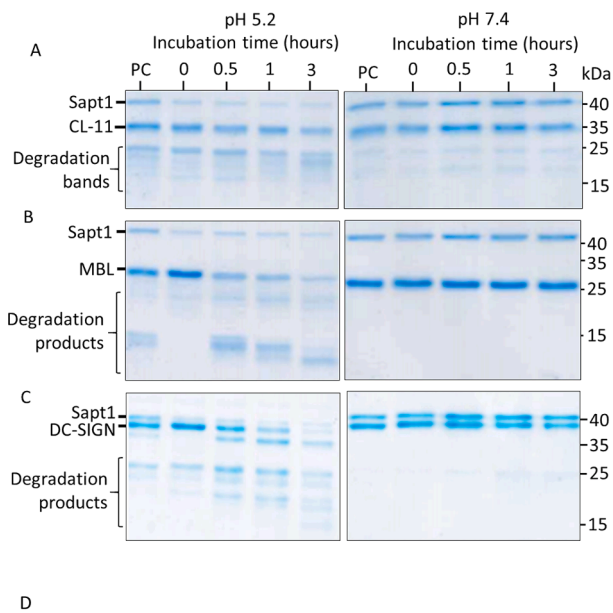 pH 5.2 pH 7.4
Incubation time (hours) Incubation time (hours)
A
PC 0 0.5 1 3 PC 0 0.5 1 3 kDa
Sapt1 40
CL-11 35
Degradation
bands
25
15
B
Sapt1 40
MBL 35
25
Degradation
products
15
C
Sapt1 40
DC-SIGN
35
25
Degradation
products
15
D